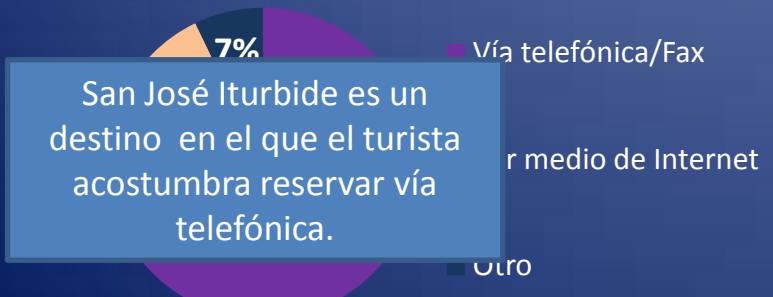 7%
Vía telefónica/Fax
San José Iturbide es un
destino en el que el turista
acostumbra reservar vía
telefónica.
r medio de Internet
Otro